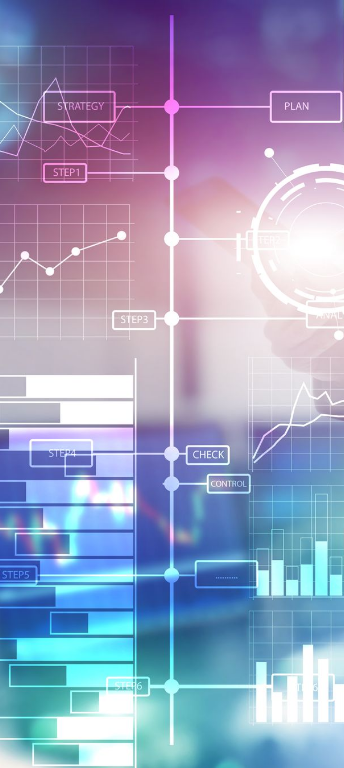 STRATEGY
PLAN
STEP1
STEP3
STEP4
CHECK
CONTROL
STEP5
..........
STEP6